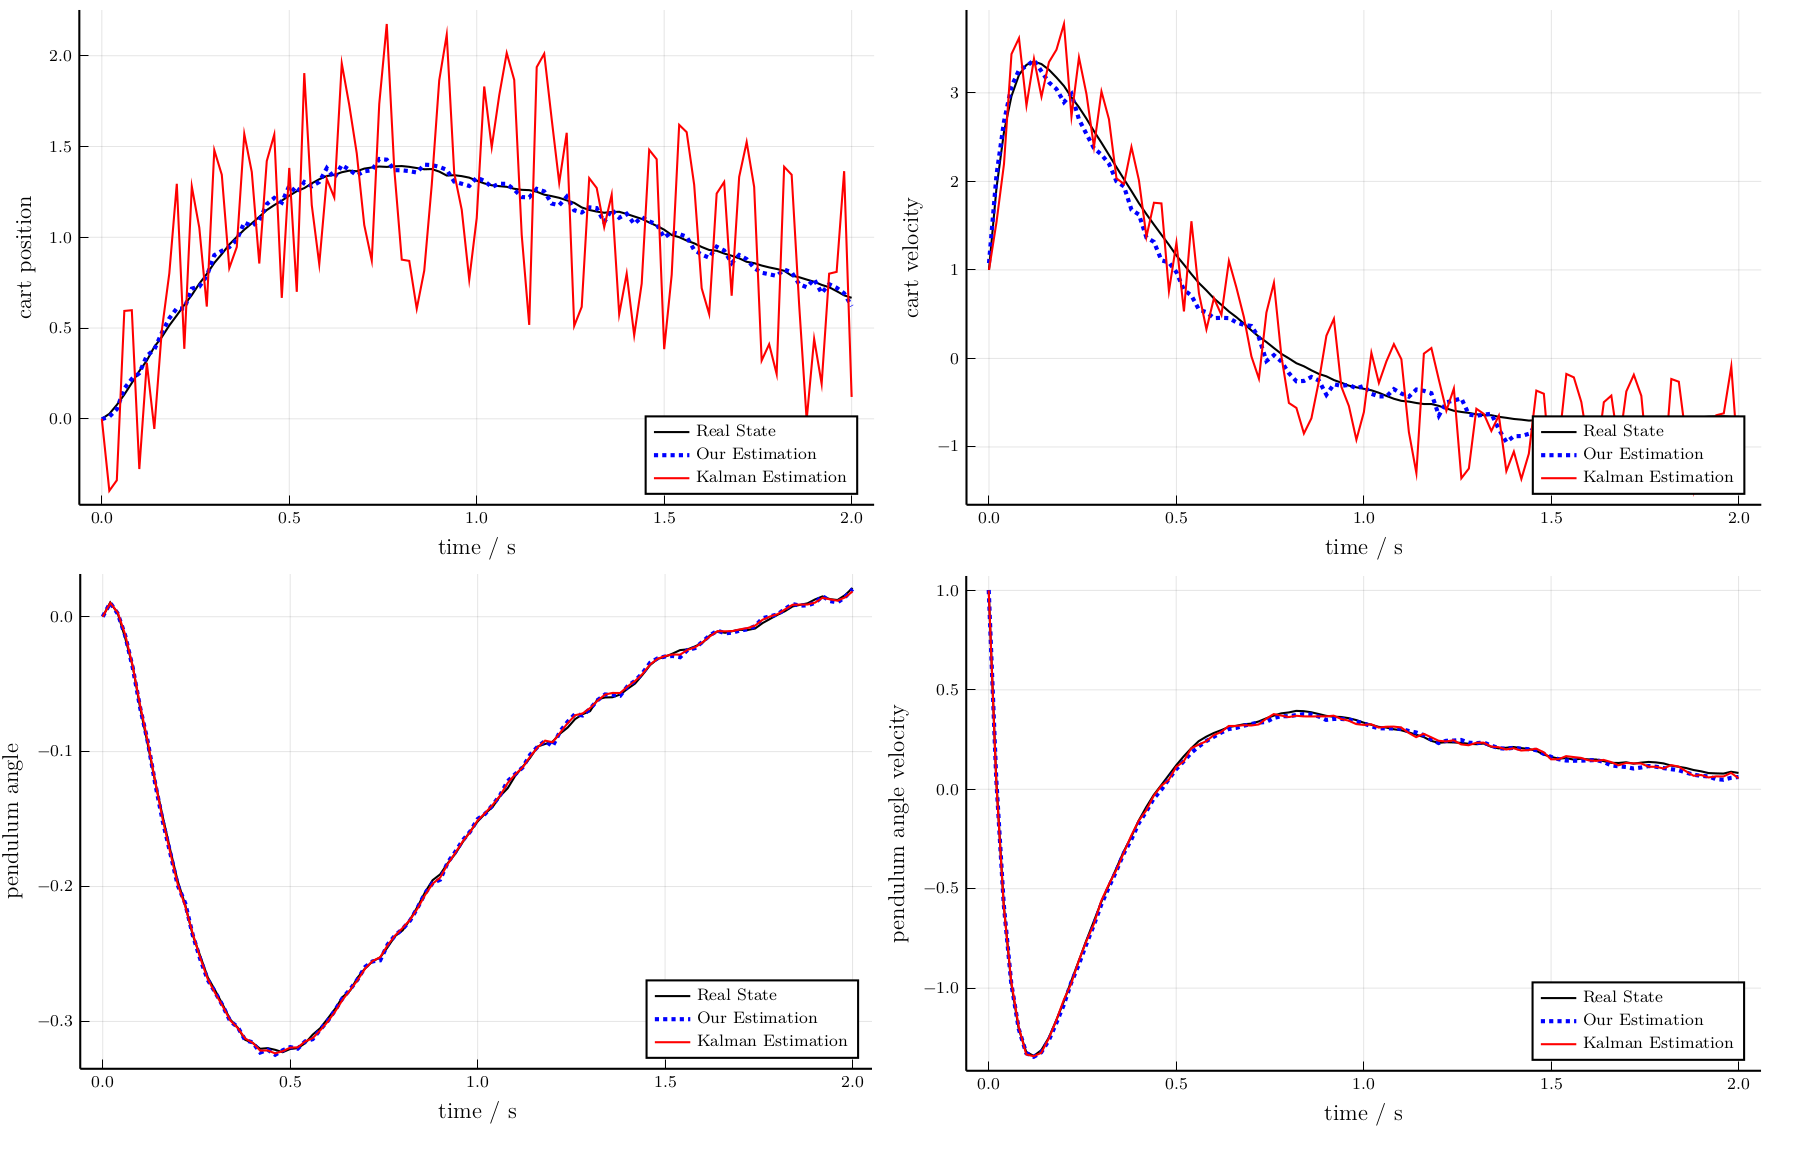 cart position
2.0
1.5
1.0
0.5
0.0
Real State
Our Estimation
Kalman Estimation
0.0 0.5 1.0 1.5 2.0
time / s
cart velocity
3
2
1
0
−1
Real State
Our Estimation
Kalman Estimation
0.0 0.5 1.0 1.5 2.0
time / s
pendulum angle
0.0
−0.1
−0.2
−0.3
Real State
Our Estimation
Kalman Estimation
0.0 0.5 1.0 1.5 2.0
time / s
pendulum angle velocity
1.0
0.5
0.0
−0.5
−1.0
Real State
Our Estimation
Kalman Estimation
0.0 0.5 1.0 1.5 2.0
time / s